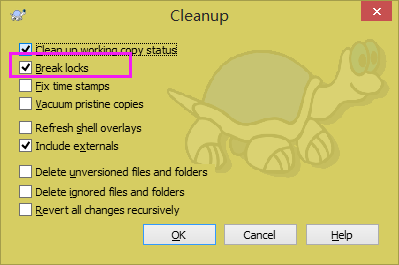 Cleanup
Clean up working copy status
Break locks
Fix time stamps
Vacuum pristine copies
Refresh shell overlays
Include externals
Delete unversioned files and folders
Delete ignored files and folders
Revert all changes recursively
OK Cancel Help